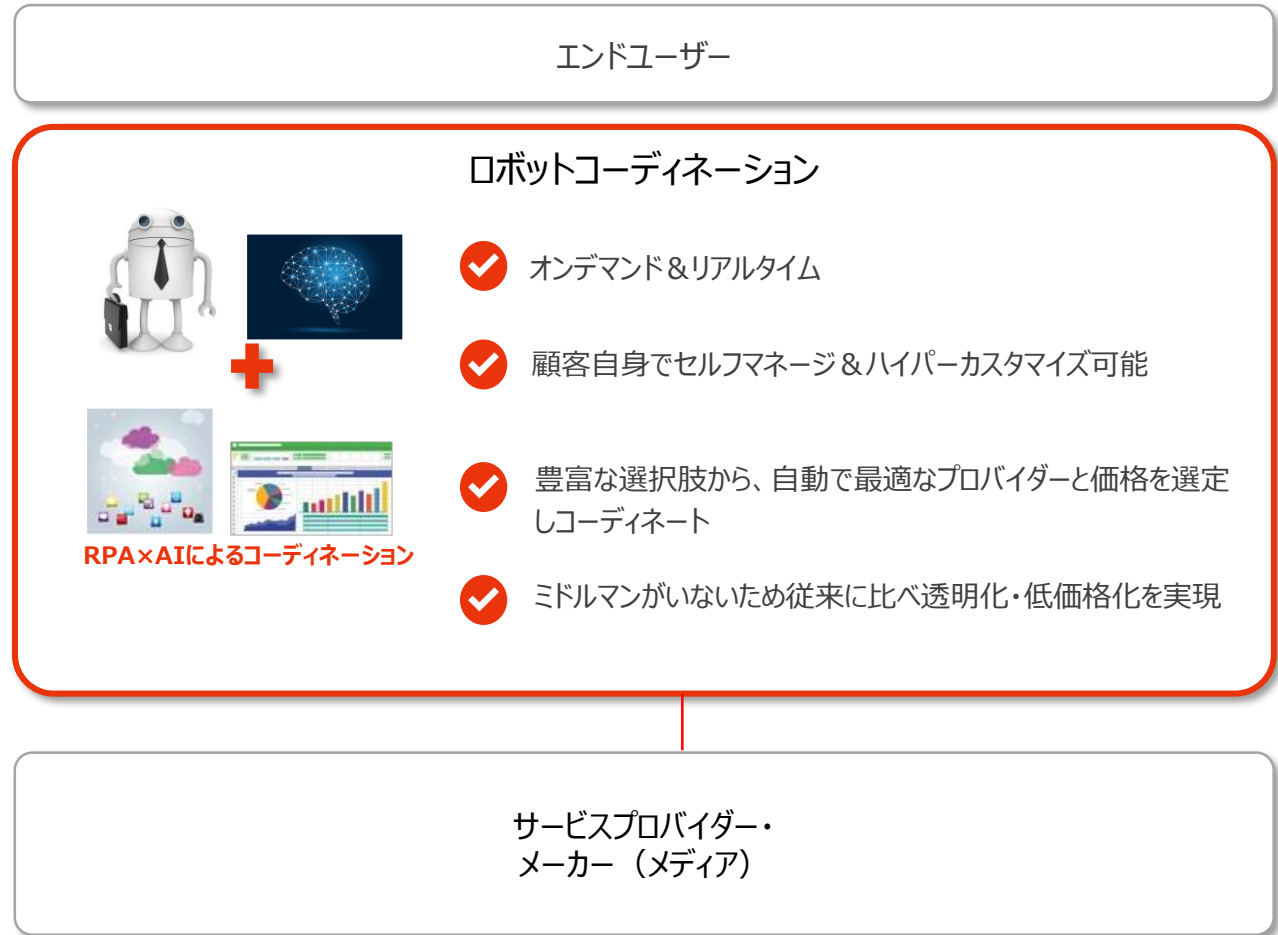 エンドユーザー
ロボットコーディネーション
オンデマンド＆リアルタイム
顧客自身でセルフマネージ＆ハイパーカスタマイズ可能
豊富な選択肢から、自動で最適なプロバイダーと価格を選定
しコーディネート
RPA×AIによるコーディネーション
ミドルマンがいないため従来に比べ透明化・低価格化を実現
サービスプロバイダー・
メーカー（メディア）